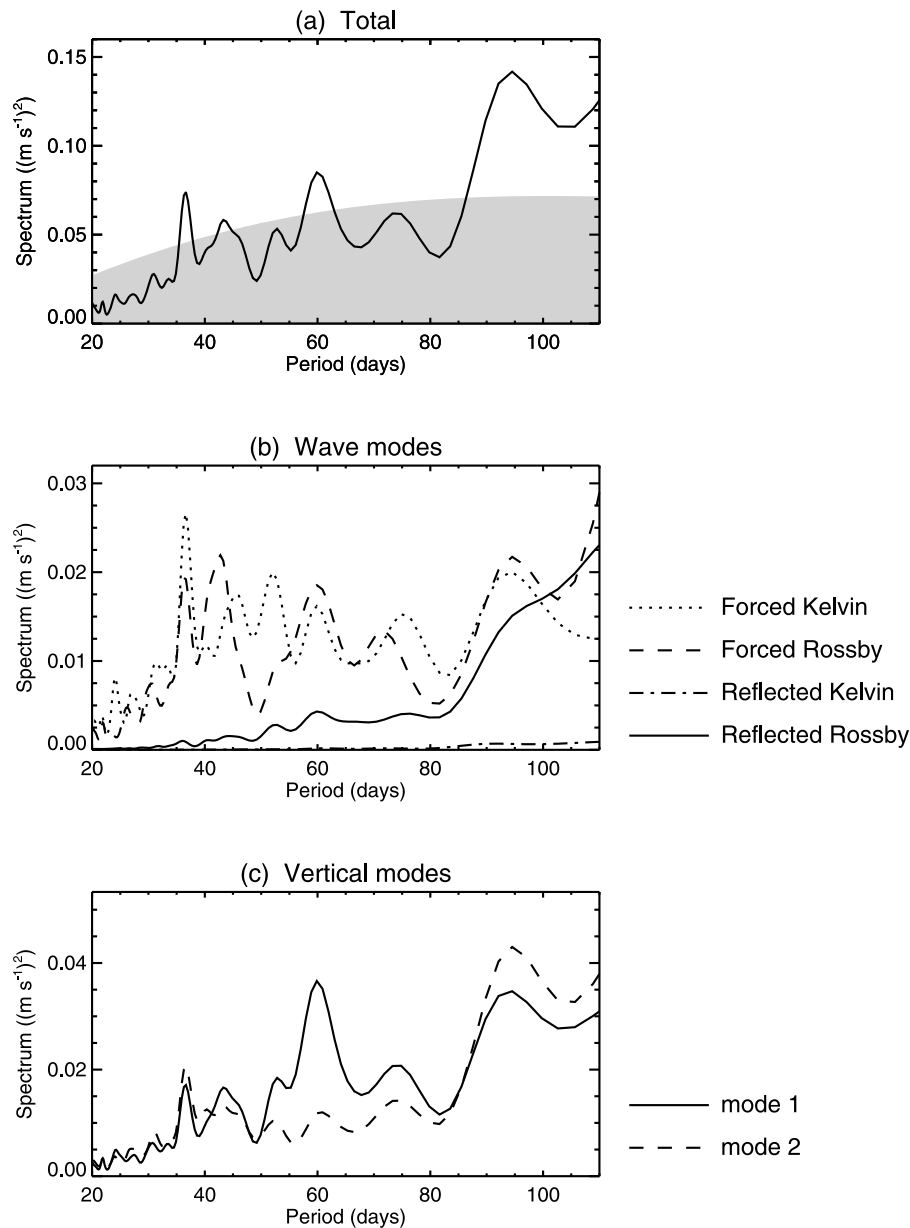 (a) Total
Spectrum ((m s⁻¹)²)
0.15
0.10
0.05
0.00
20 40 60 80 100
Period (days)
(b) Wave modes
Spectrum ((m s⁻¹)²)
0.03
0.02
0.01
0.00
20 40 60 80 100
Period (days)
Forced Kelvin
Forced Rossby
Reflected Kelvin
Reflected Rossby
(c) Vertical modes
Spectrum ((m s⁻¹)²)
0.04
0.02
0.00
20 40 60 80 100
Period (days)
mode 1
mode 2